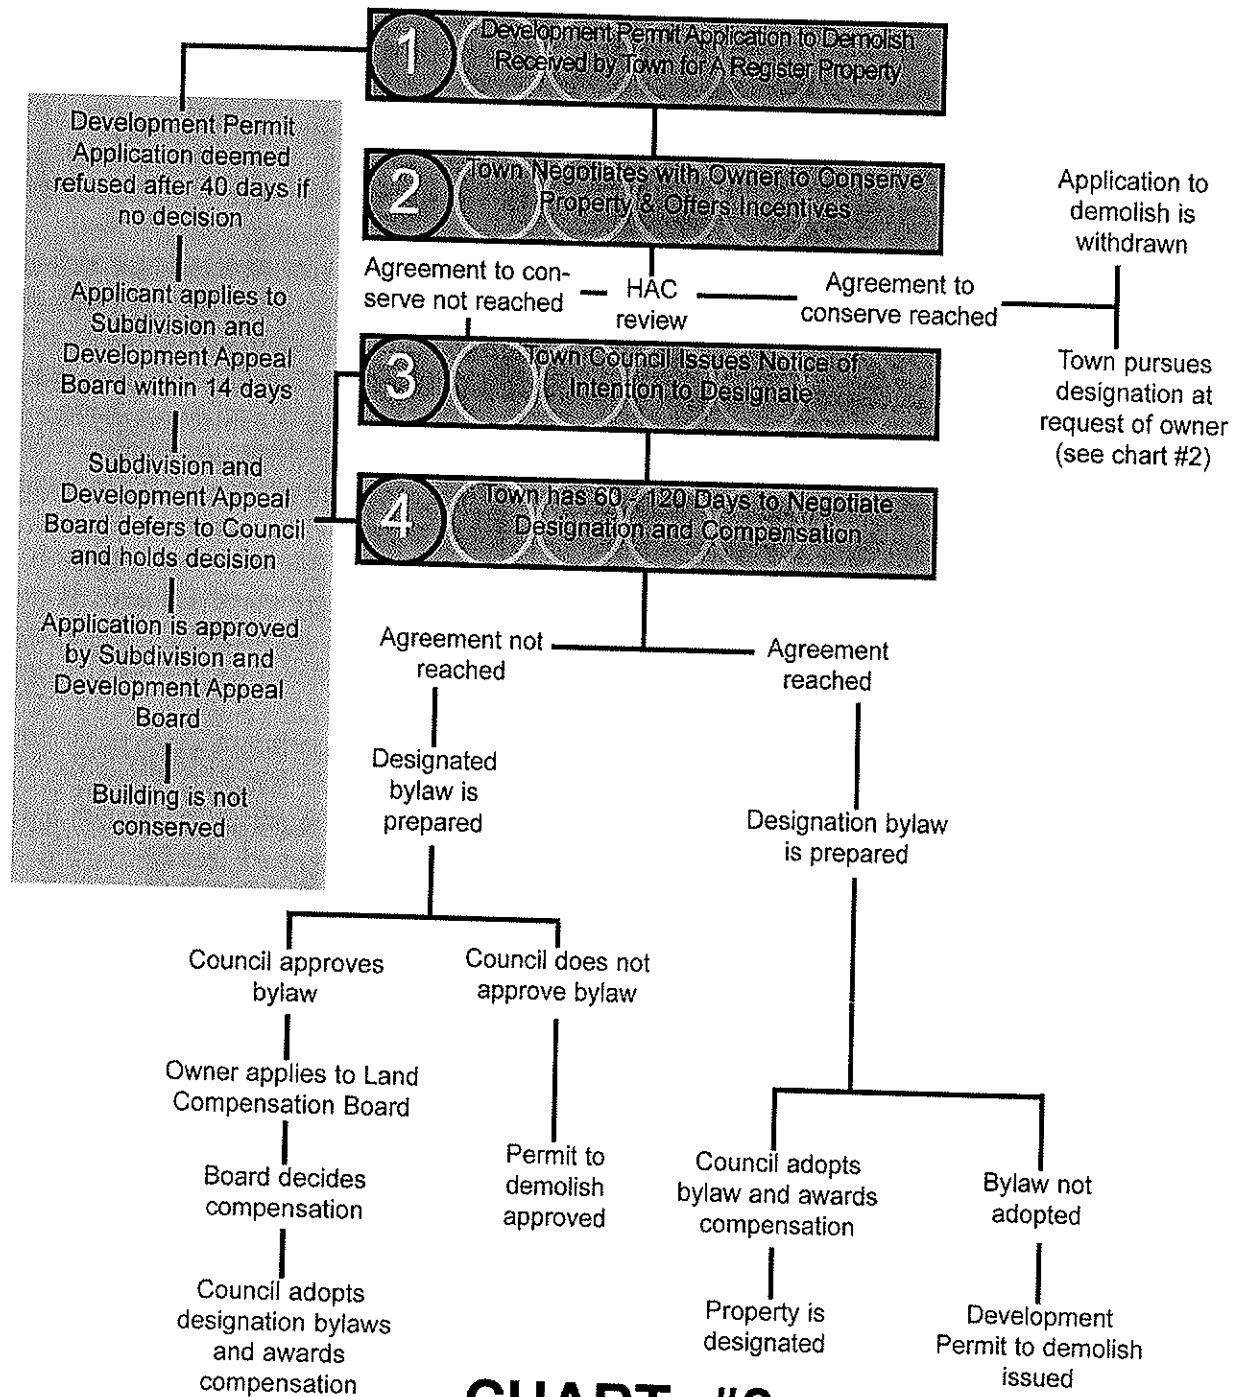 1
Development Permit Application to Demolish
Received by Town for A Register Property
Development Permit
Application deemed
refused after 40 days if
no decision
Applicant applies to
Subdivision and
Development Appeal
Board within 14 days
Subdivision and
Development Appeal
Board defers to Council
and holds decision
Application is approved
by Subdivision and
Development Appeal
Board
Building is not
conserved
2
Town Negotiates with Owner to Conserve
Property & Offers Incentives
Agreement to con-
serve not reached
HAC
review
Agreement to
conserve reached
Application to
demolish is
withdrawn
Town pursues
designation at
request of owner
(see chart #2)
3
Town Council Issues Notice of
Intention to Designate
4
Town has 60 - 120 Days to Negotiate
Designation and Compensation
Agreement not
reached
Designated
bylaw is
prepared
Council approves
bylaw
Owner applies to Land
Compensation Board
Board decides
compensation
Council adopts
designation bylaws
and awards
compensation
Council does not
approve bylaw
Permit to
demolish
approved
Agreement
reached
Designation bylaw
is prepared
Council adopts
bylaw and awards
compensation
Property is
designated
Bylaw not
adopted
Development
Permit to demolish
issued
CHART